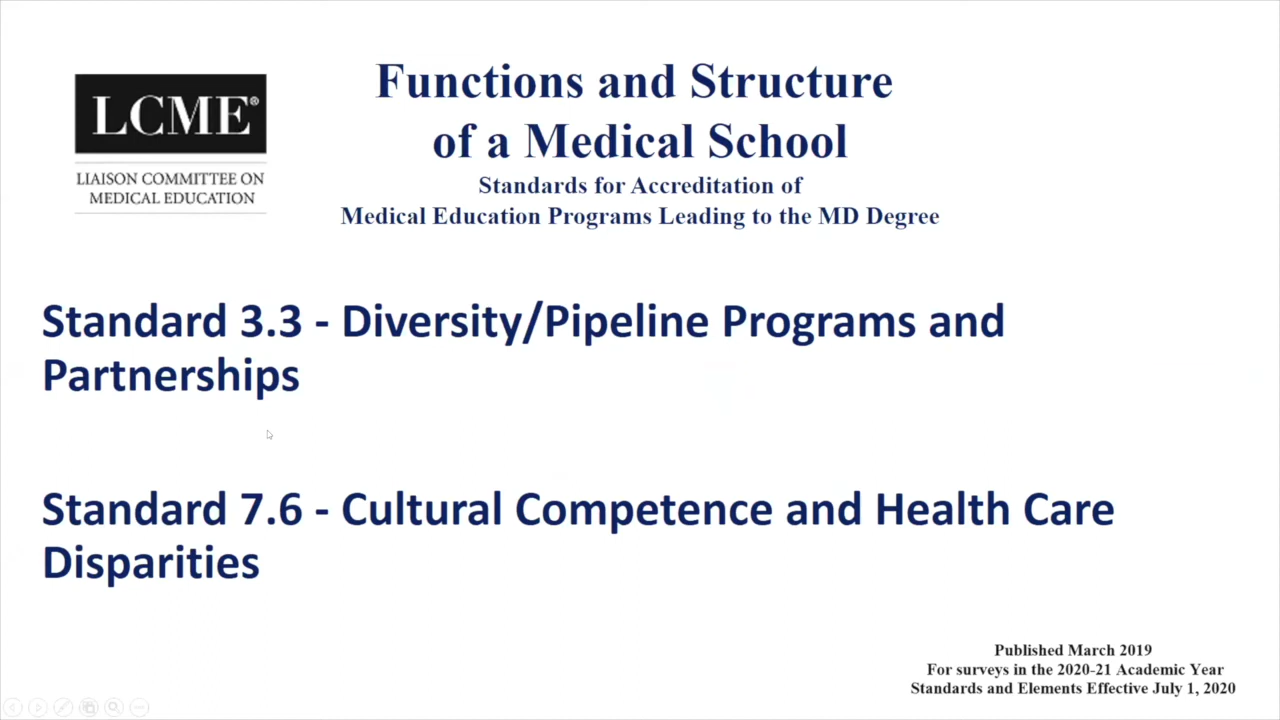 LCME®
LIAISON COMMITTEE ON
MEDICAL EDUCATION
Functions and Structure
of a Medical School
Standards for Accreditation of
Medical Education Programs Leading to the MD Degree
Standard 3.3 - Diversity/Pipeline Programs and
Partnerships
Standard 7.6 - Cultural Competence and Health Care
Disparities
Published March 2019
For surveys in the 2020-21 Academic Year
Standards and Elements Effective July 1, 2020